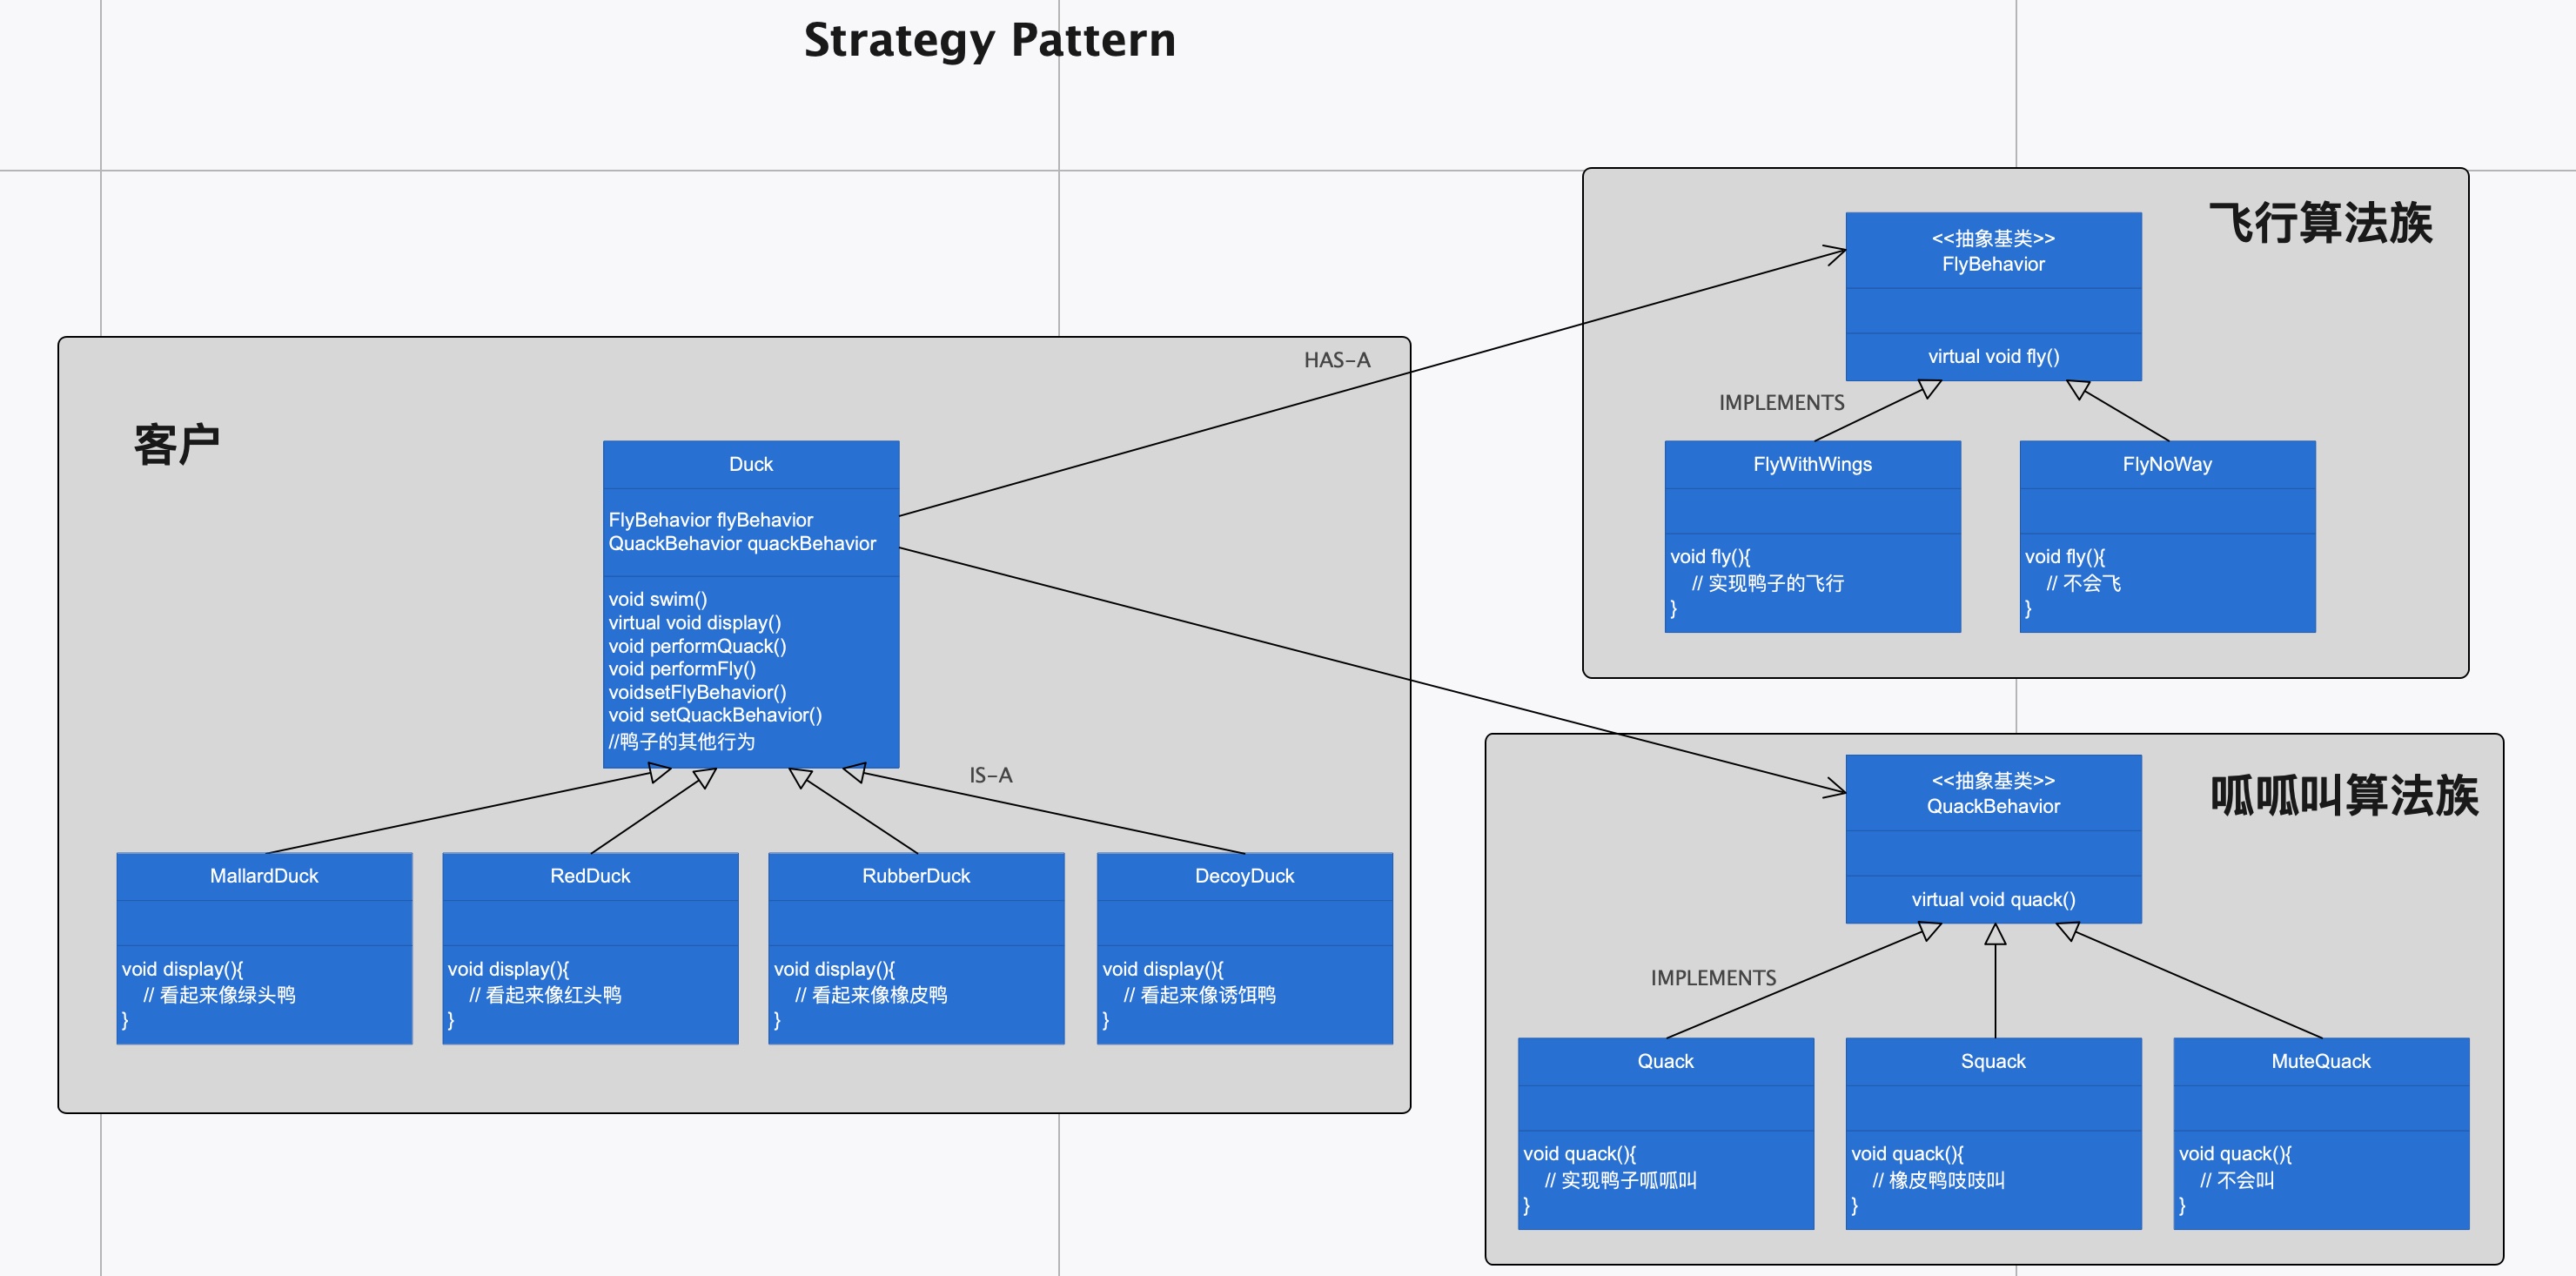 Strategy Pattern
飞行算法族
<<抽象基类>>
FlyBehavior
virtual void fly()
IMPLEMENTS
FlyWithWings
void fly(){
// 实现鸭子的飞行
}
FlyNoWay
void fly(){
// 不会飞
}
HAS-A
客户
Duck
FlyBehavior flyBehavior
QuackBehavior quackBehavior
void swim()
virtual void display()
void performQuack()
void performFly()
voidsetFlyBehavior()
void setQuackBehavior()
//鸭子的其他行为
IS-A
MallardDuck
void display(){
// 看起来像绿头鸭
}
RedDuck
void display(){
// 看起来像红头鸭
}
RubberDuck
void display(){
// 看起来像橡皮鸭
}
DecoyDuck
void display(){
// 看起来像诱饵鸭
}
呱呱叫算法族
<<抽象基类>>
QuackBehavior
virtual void quack()
IMPLEMENTS
Quack
void quack(){
// 实现鸭子呱呱叫
}
Squack
void quack(){
// 橡皮鸭吱吱叫
}
MuteQuack
void quack(){
// 不会叫
}